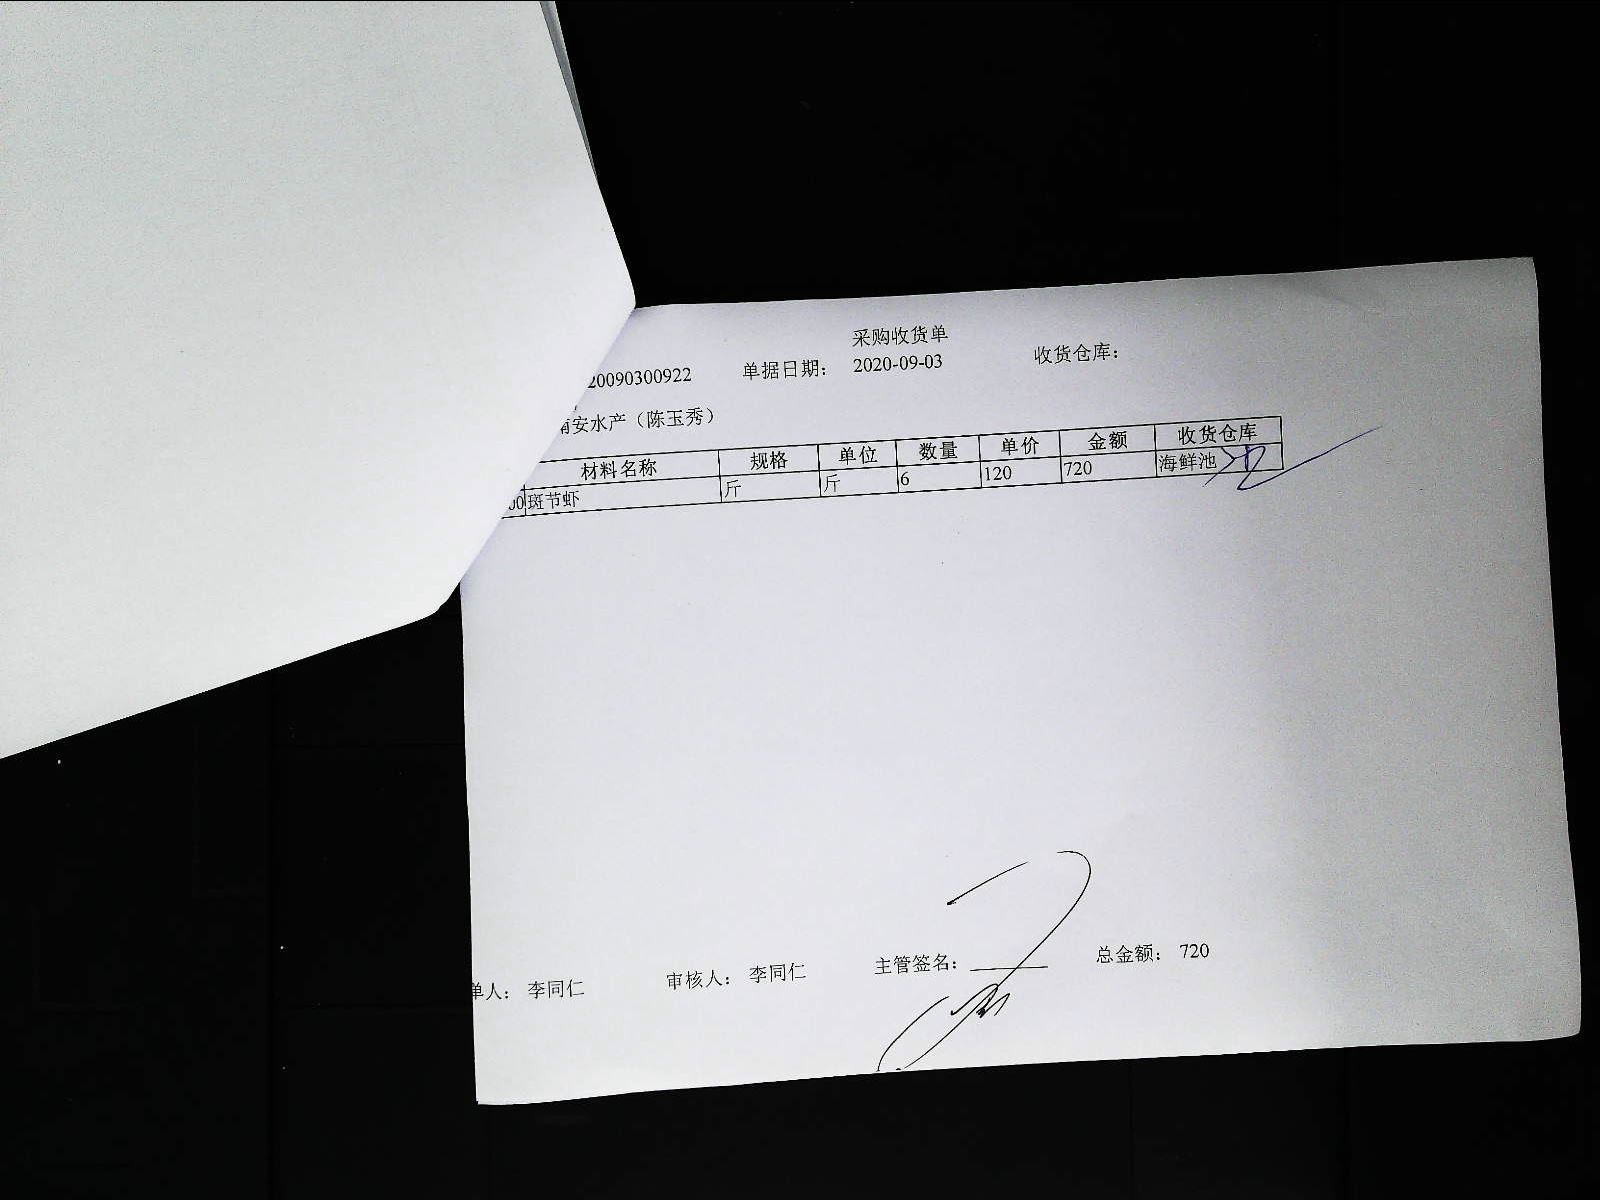 采购收货单
20090300922 单据日期： 2020-09-03 收货仓库：
南安水产（陈玉秀）
材料名称 规格 单位 数量 单价 金额 收货仓库
00 斑节虾 斤 斤 6 120 720 海鲜池
单人： 李同仁 审核人： 李同仁 主管签名： 总金额： 720